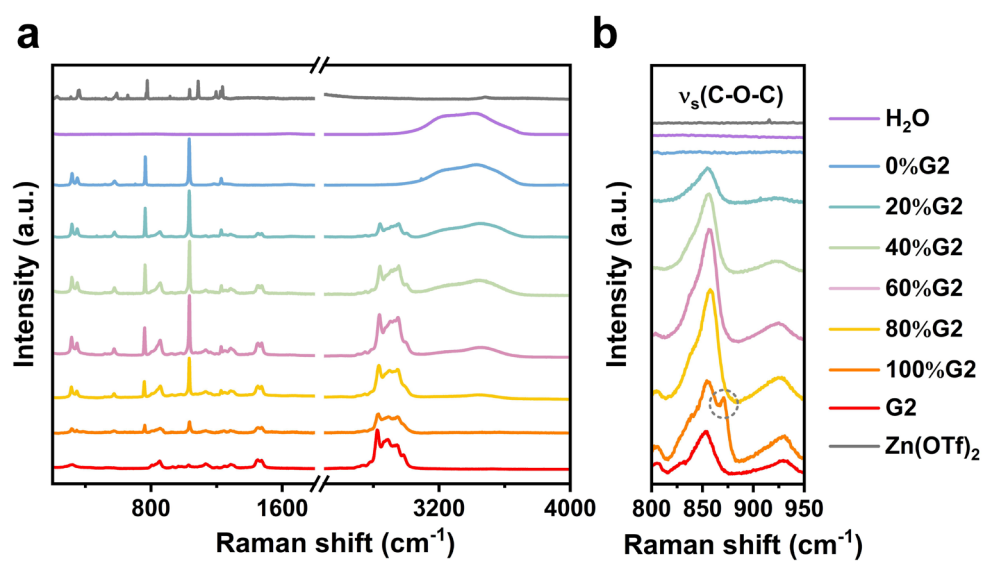 a
b
ν_s(C-O-C)
H₂O
0%G2
20%G2
40%G2
60%G2
80%G2
100%G2
G2
Zn(OTf)₂
Intensity (a.u.)
Intensity (a.u.)
800
1600
3200
4000
800
850
900
950
Raman shift (cm⁻¹)
Raman shift (cm⁻¹)